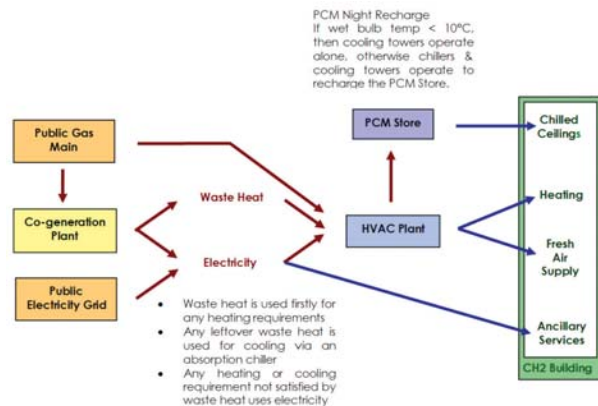 PCM Night Recharge
If wet bulb temp < 10°C,
then cooling towers operate
alone, otherwise chillers &
cooling towers operate to
recharge the PCM Store.
Public Gas
Main
PCM Store
Chilled
Ceilings
Co-generation
Plant
Waste Heat
HVAC Plant
Heating
Electricity
Fresh
Air
Supply
Public
Electricity Grid
Ancillary
Services
• Waste heat is used firstly for
any heating requirements
• Any leftover waste heat is
used for cooling via an
absorption chiller
• Any heating or cooling
requirement not satisfied by
waste heat uses electricity
CH2 Building